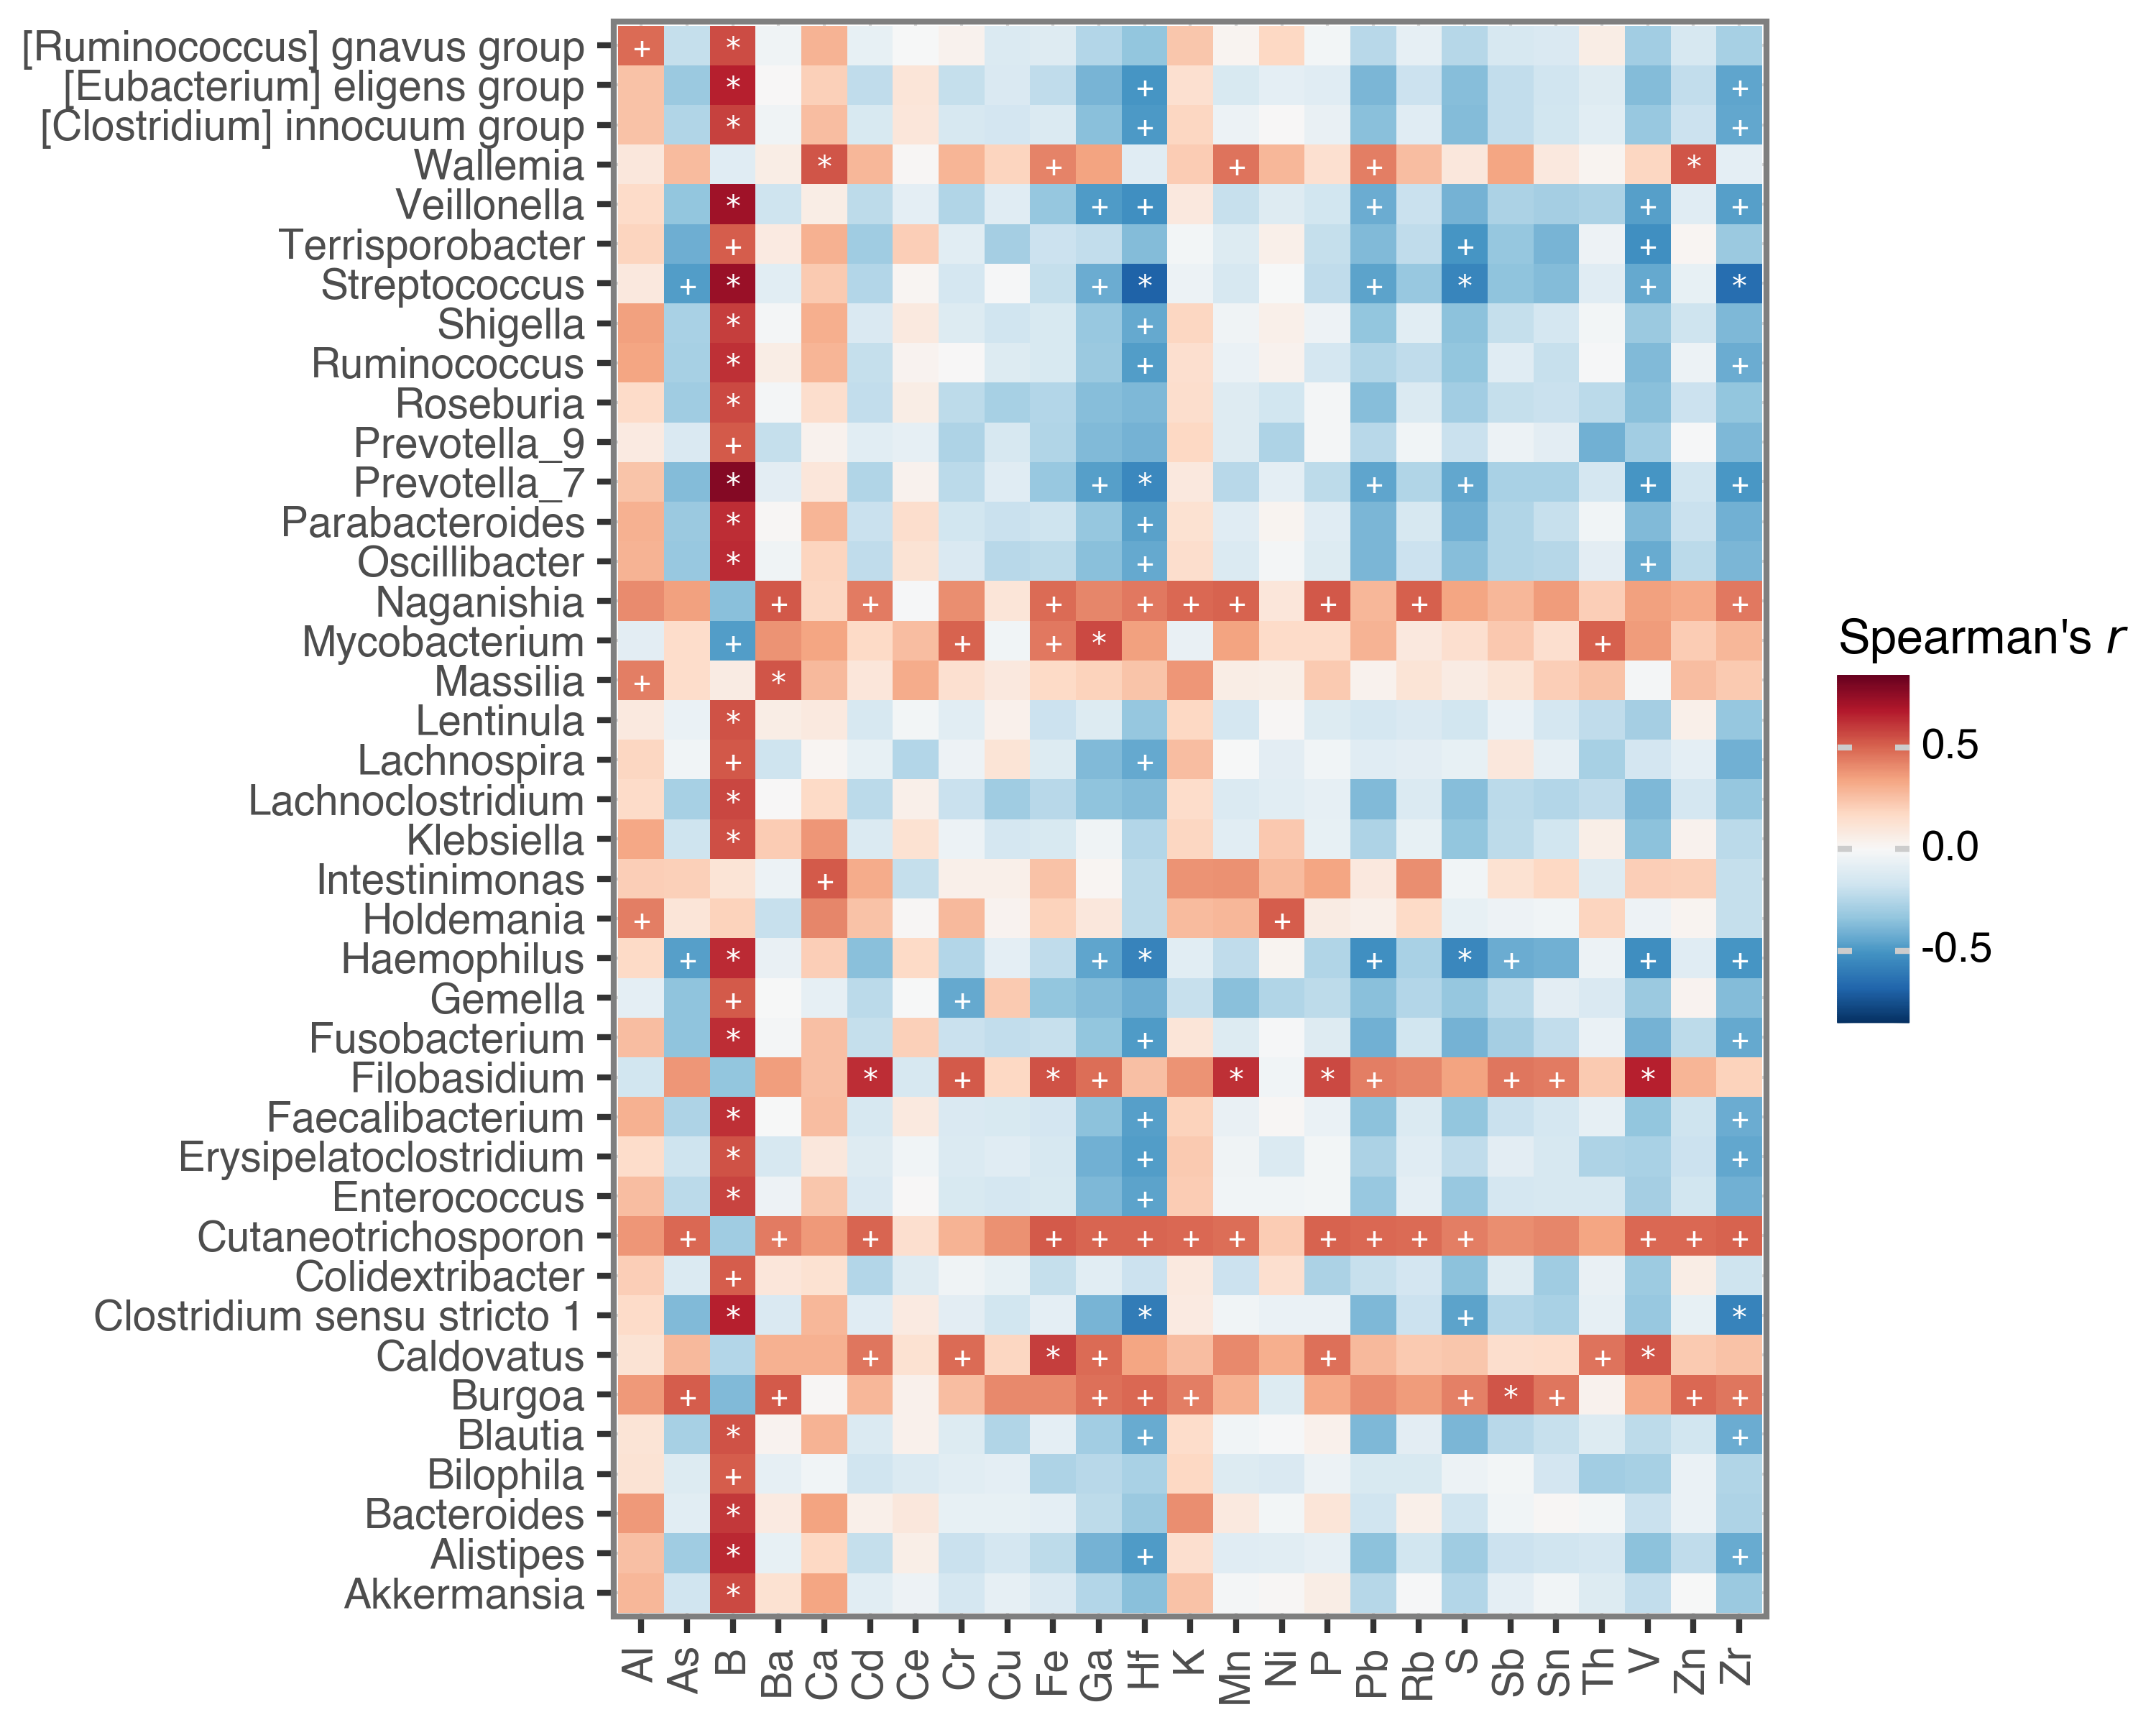 [Ruminococcus] gnavus group + *
[Eubacterium] eligens group * + +
[Clostridium] innocuum group * + +
Wallemia * + + + *
Veillonella * + + + + +
Terrisporobacter + + +
Streptococcus + * + * + * + *
Shigella * +
Ruminococcus * + +
Roseburia *
Prevotella_9 +
Prevotella_7 * + * + + + +
Parabacteroides * +
Oscillibacter * + +
Naganishia + + + + + + + + +
Mycobacterium + + + * +
Massilia + *
Lentinula *
Lachnospira + +
Lachnoclostridium *
Klebsiella *
Intestinimonas +
Holdemania + +
Haemophilus + * + * + * + + +
Gemella + +
Fusobacterium * + +
Filobasidium * + * + * * + + + *
Faecalibacterium * + +
Erysipelatoclostridium * + +
Enterococcus * +
Cutaneotrichosporon + + + + + + + + + + + + + + +
Colidextribacter +
Clostridium sensu stricto 1 * * + *
Caldovatus + + * + + + *
Burgoa + + + + + + * + + +
Blautia * + +
Bilophila +
Bacteroides *
Alistipes * + +
Akkermansia *
Al As B Ba Ca Cd Ce Cr Cu Fe Ga Hf K Mn Ni P Pb Rb S Sb Sn Th V Zn Zr
Spearman's r
0.5
0.0
-0.5